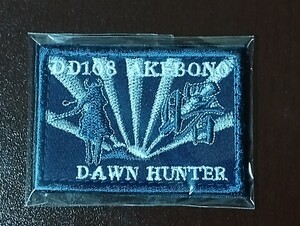 DD108 AKEBONO
曙
DAWN HUNTER